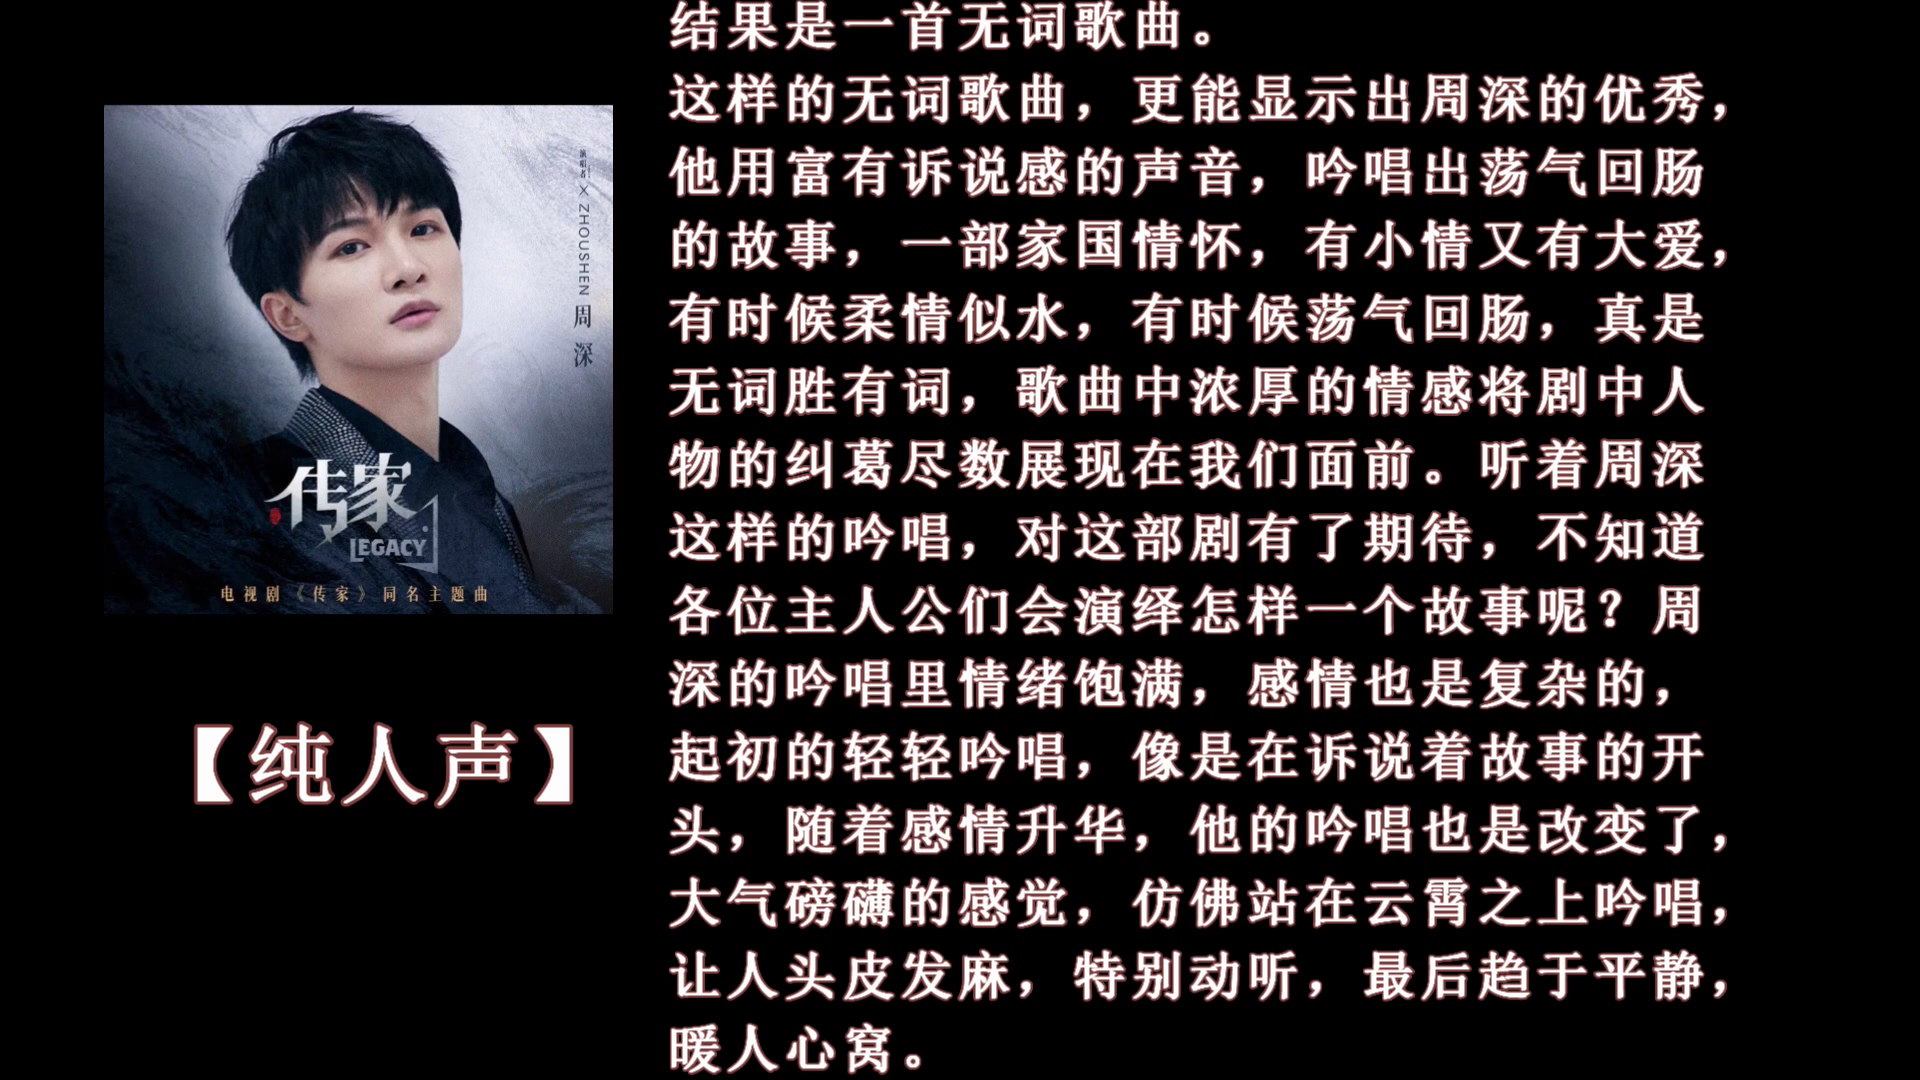 演唱者 × ZHOUSHEN 周深
传家
LEGACY
电视剧《传家》同名主题曲
【纯人声】
结果是一首无词歌曲。
这样的无词歌曲，更能显示出周深的优秀，
他用富有诉说感的声音，吟唱出荡气回肠
的故事，一部家国情怀，有小情又有大爱，
有时候柔情似水，有时候荡气回肠，真是
无词胜有词，歌曲中浓厚的情感将剧中人
物的纠葛尽数展现在我们面前。听着周深
这样的吟唱，对这部剧有了期待，不知道
各位主人公们会演绎怎样一个故事呢？周
深的吟唱里情绪饱满，感情也是复杂的，
起初的轻轻吟唱，像是在诉说着故事的开
头，随着感情升华，他的吟唱也是改变了，
大气磅礴的感觉，仿佛站在云霄之上吟唱，
让人头皮发麻，特别动听，最后趋于平静，
暖人心窝。